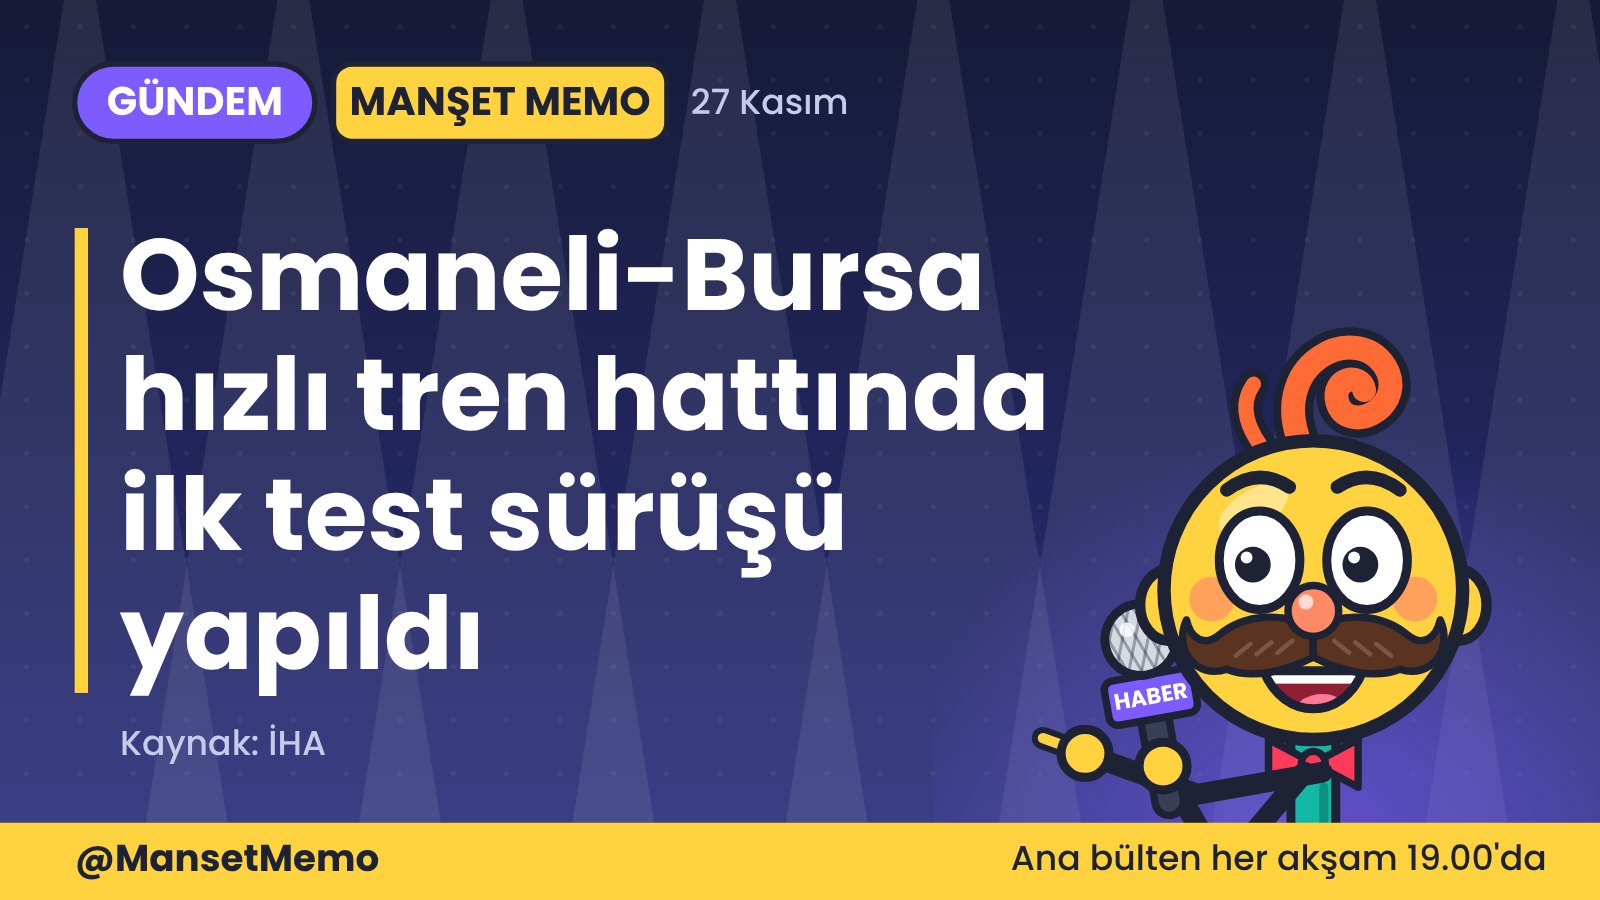 GÜNDEM MANŞET MEMO 27 Kasım
Osmaneli-Bursa
hızlı tren hattında
ilk test sürüşü
yapıldı
Kaynak: İHA
HABER
@MansetMemo
Ana bülten her akşam 19.00'da